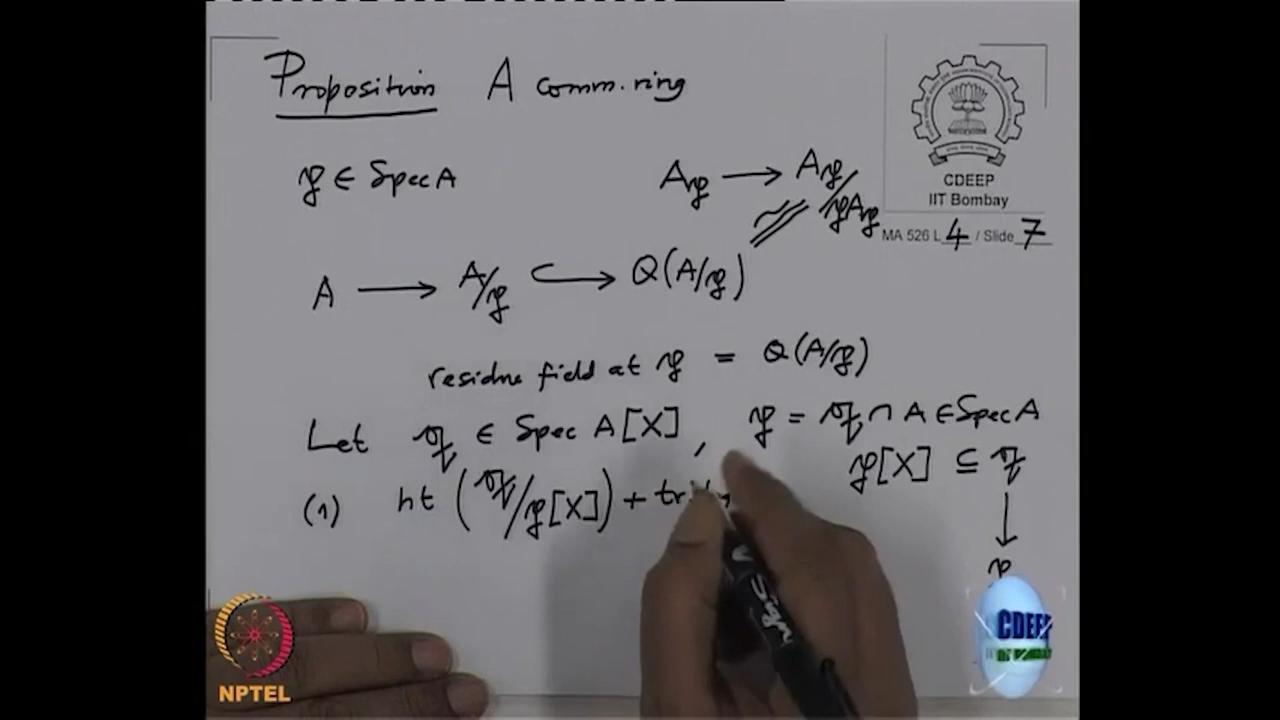 Proposition A comm. ring
CDEEP
IIT Bombay
MA 526 L 4 / Slide 7
𝔭 ∈ Spec A
A𝔭 → A𝔭/𝔭A𝔭
A → A/𝔭 ↪ Q(A/𝔭)
residue field at 𝔭 = Q(A/𝔭)
Let 𝔮 ∈ Spec A[X], 𝔭 = 𝔮 ∩ A ∈ Spec A
𝔭[X] ⊆ 𝔮
↓
(1) ht (𝔮/𝔭[X]) + tr.
CDEEP
NPTEL